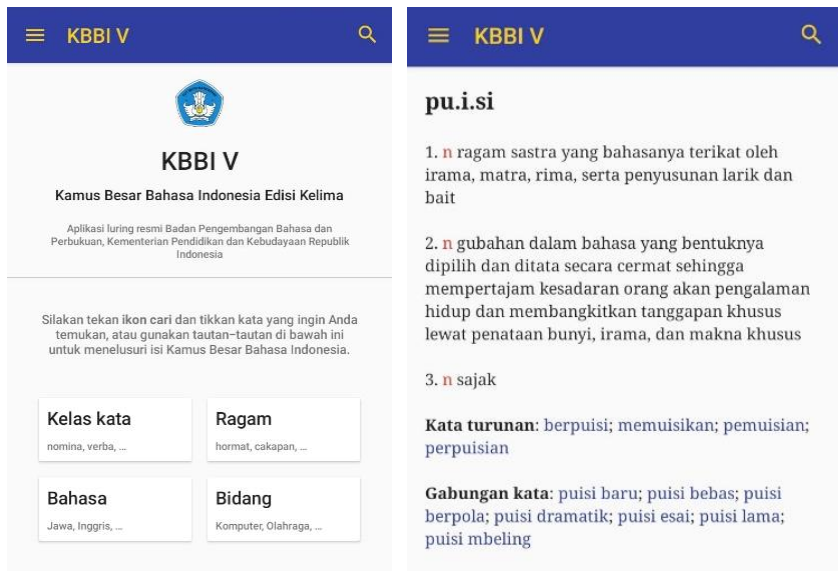 KBBI V
KBBI V
Kamus Besar Bahasa Indonesia Edisi Kelima
Aplikasi luring resmi Badan Pengembangan Bahasa dan
Perbukuan, Kementerian Pendidikan dan Kebudayaan Republik
Indonesia
Silakan tekan ikon cari dan tikkan kata yang ingin Anda
temukan, atau gunakan tautan-tautan di bawah ini
untuk menelusuri isi Kamus Besar Bahasa Indonesia.
Kelas kata
nomina, verba, ...
Ragam
hormat, cakapan, ...
Bahasa
Jawa, Inggris, ...
Bidang
Komputer, Olahraga, ...
KBBI V
pu.i.si
1. n ragam sastra yang bahasanya terikat oleh
irama, matra, rima, serta penyusunan larik dan
bait
2. n gubahan dalam bahasa yang bentuknya
dipilih dan ditata secara cermat sehingga
mempertajam kesadaran orang akan pengalaman
hidup dan membangkitkan tanggapan khusus
lewat penataan bunyi, irama, dan makna khusus
3. n sajak
Kata turunan: berpuisi; memuisikan; pemuisian;
perpuisian
Gabungan kata: puisi baru; puisi bebas; puisi
berpola; puisi dramatik; puisi esai; puisi lama;
puisi mbeling